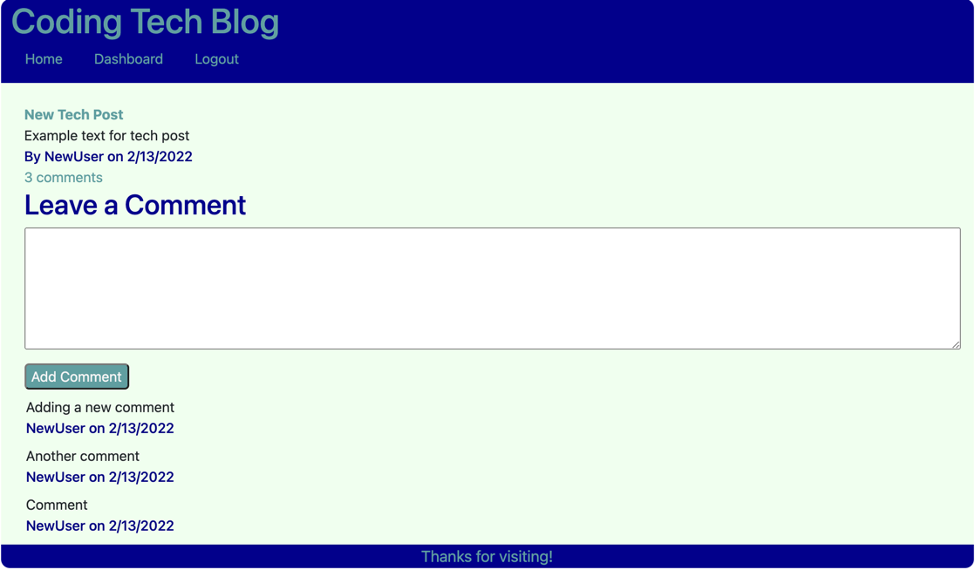 Coding Tech Blog
Home Dashboard Logout
New Tech Post
Example text for tech post
By NewUser on 2/13/2022
3 comments
Leave a Comment
Add Comment
Adding a new comment
NewUser on 2/13/2022
Another comment
NewUser on 2/13/2022
Comment
NewUser on 2/13/2022
Thanks for visiting!